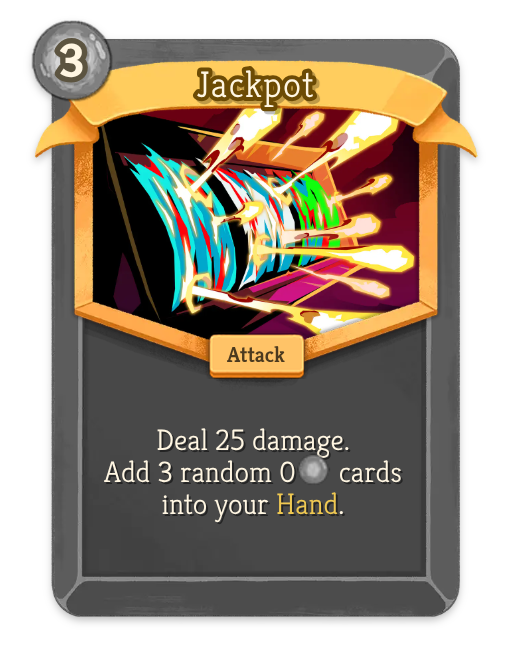 3
Jackpot
Attack
Deal 25 damage.
Add 3 random 0 cards
into your Hand.